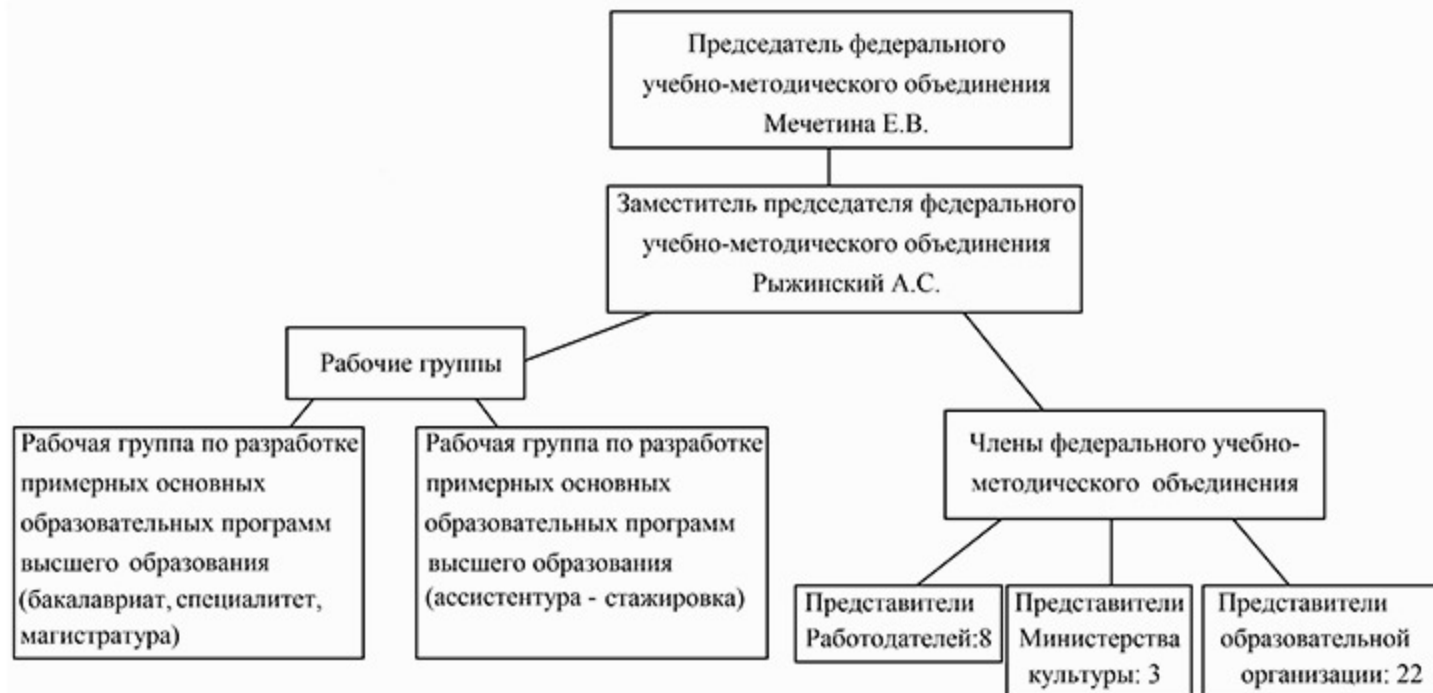 Председатель федерального
учебно-методического объединения
Мечетина Е.В.
Заместитель председателя федерального
учебно-методического объединения
Рыжинский А.С.
Рабочие группы
Рабочая группа по разработке
примерных основных
образовательных программ
высшего образования
(бакалавриат, специалитет,
магистратура)
Рабочая группа по разработке
примерных основных
образовательных программ
высшего образования
(ассистентура - стажировка)
Члены федерального учебно-
методического объединения
Представители
Работодателей:8
Представители
Министерства
культуры: 3
Представители
образовательной
организации: 22